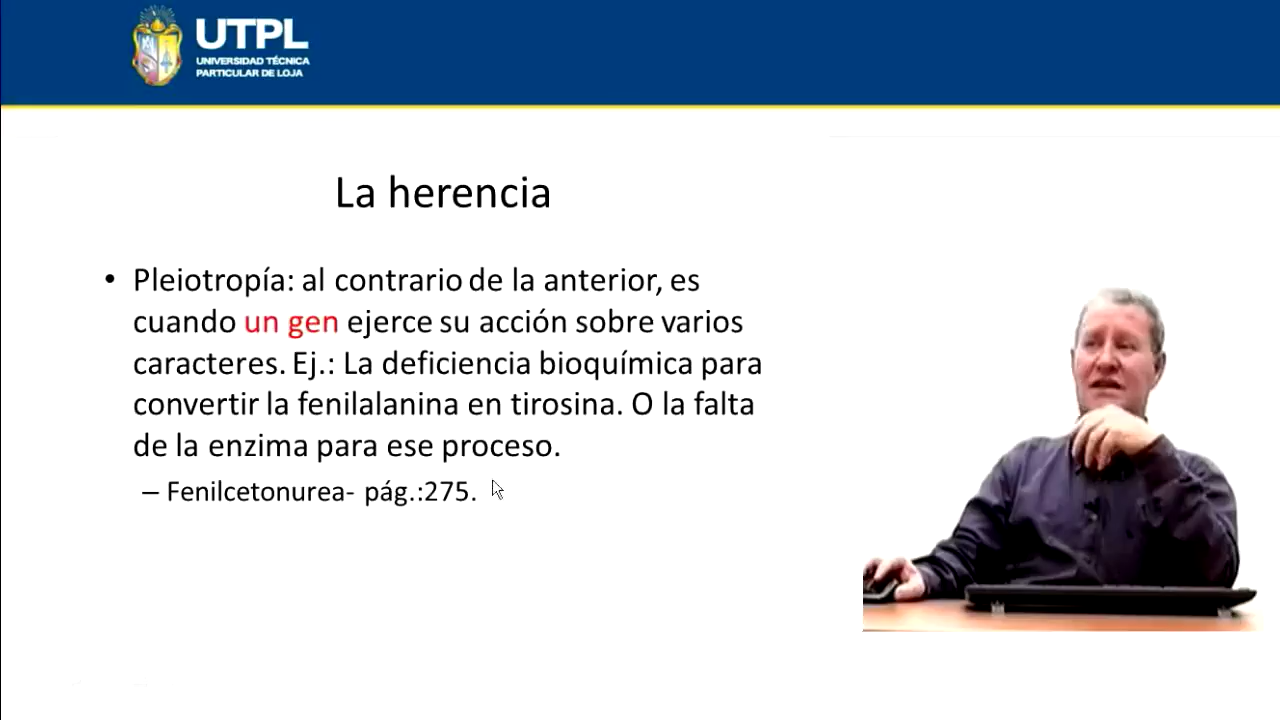 UTPL
UNIVERSIDAD TÉCNICA
PARTICULAR DE LOJA
La herencia
• Pleiotropía: al contrario de la anterior, es
cuando un gen ejerce su acción sobre varios
caracteres. Ej.: La deficiencia bioquímica para
convertir la fenilalanina en tirosina. O la falta
de la enzima para ese proceso.
– Fenilcetonurea- pág.:275.